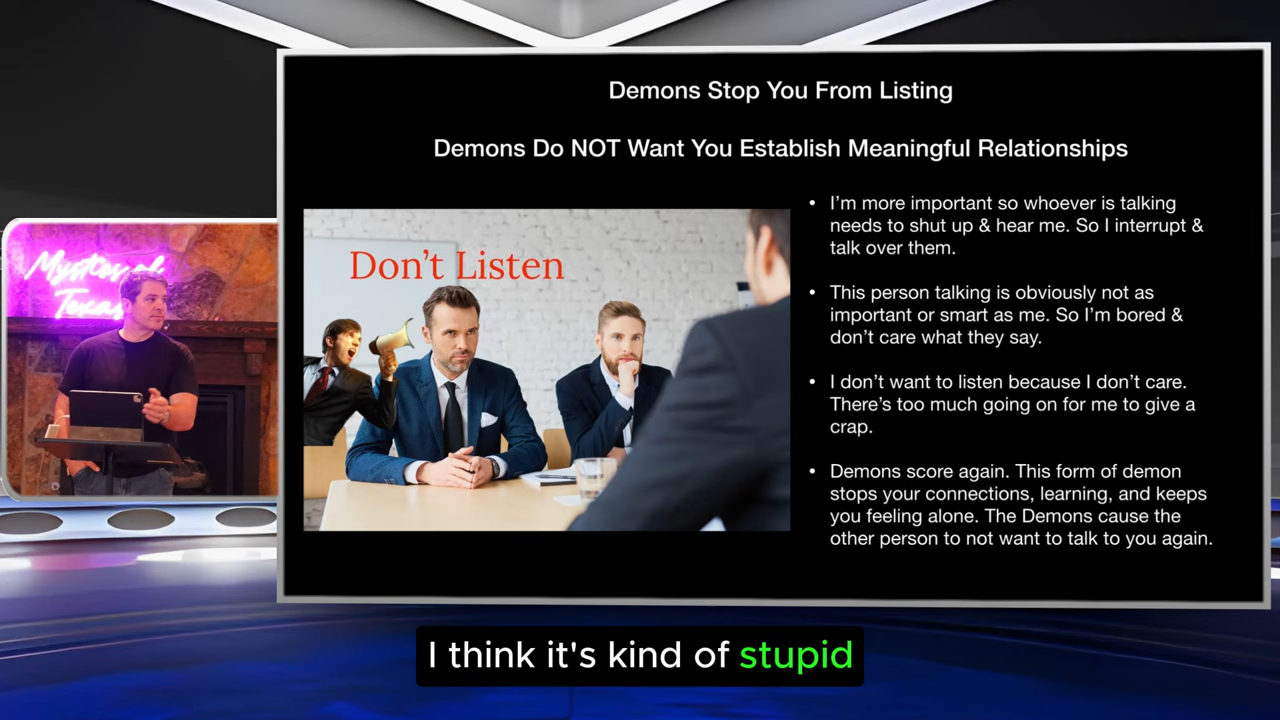 Demons Stop You From Listing
Demons Do NOT Want You Establish Meaningful Relationships
Mystics of
Texas
Don't Listen
• I'm more important so whoever is talking
needs to shut up & hear me. So I interrupt &
talk over them.
• This person talking is obviously not as
important or smart as me. So I'm bored &
don't care what they say.
• I don't want to listen because I don't care.
There's too much going on for me to give a
crap.
• Demons score again. This form of demon
stops your connections, learning, and keeps
you feeling alone. The Demons cause the
other person to not want to talk to you again.
I think it's kind of stupid